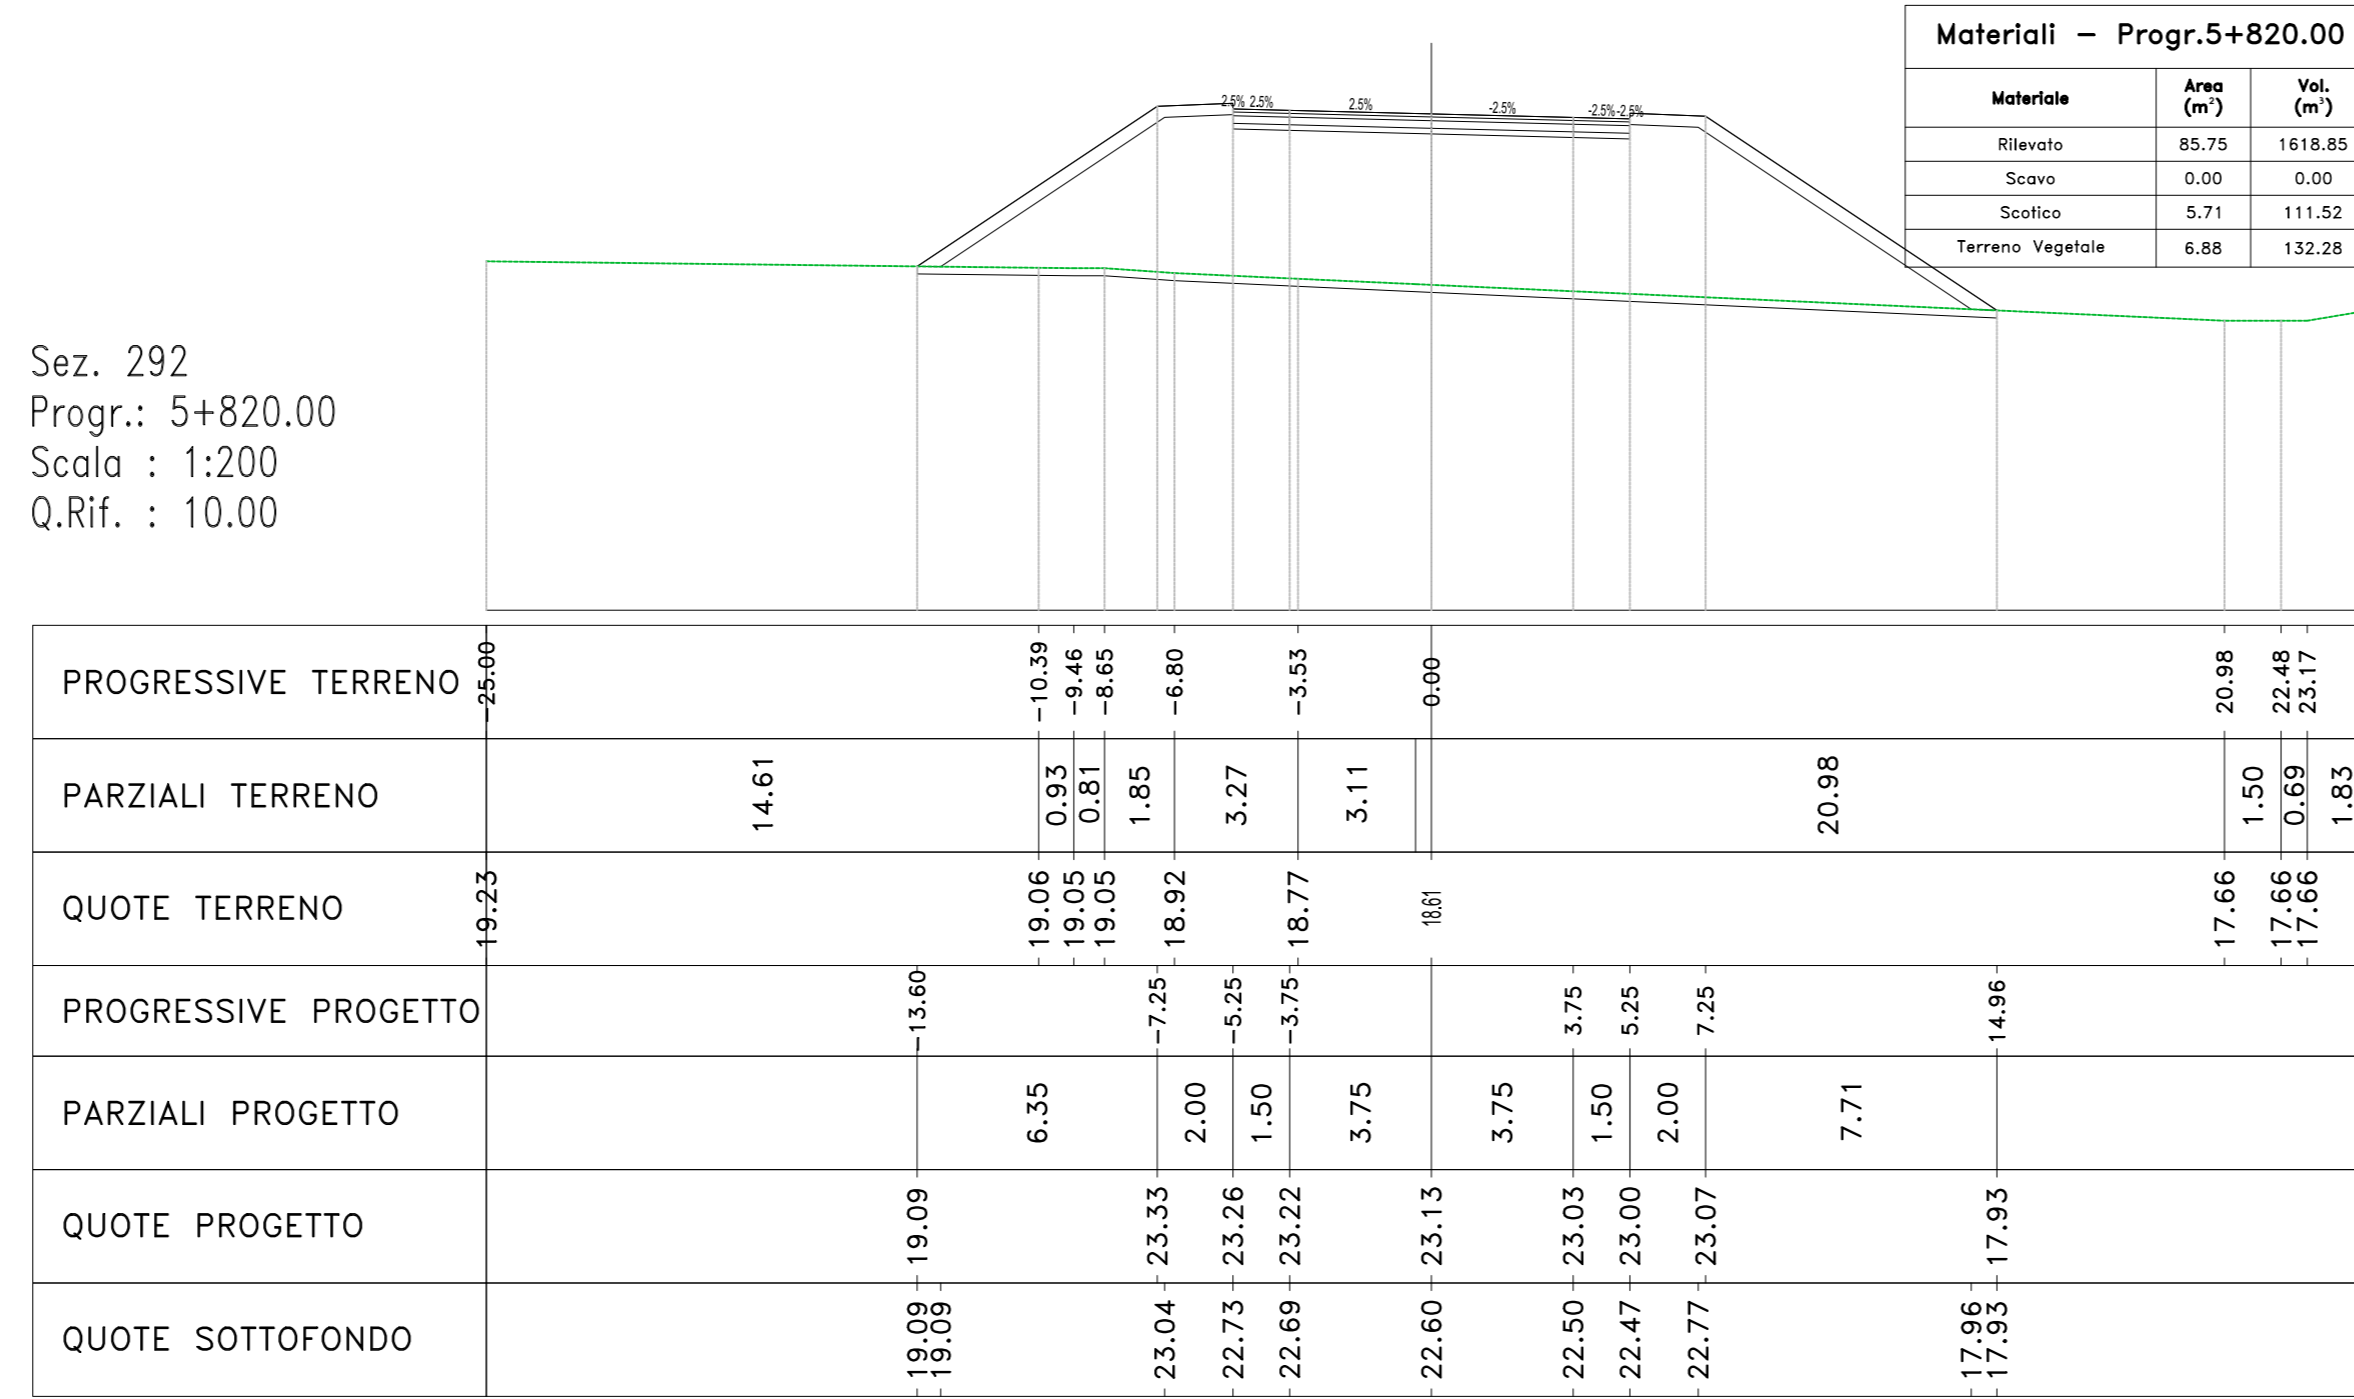 Materiali – Progr.5+820.00
Materiale Area (m²) Vol. (m³)
Rilevato 85.75 1618.85
Scavo 0.00 0.00
Scotico 5.71 111.52
Terreno Vegetale 6.88 132.28
2.5% 2.5% 2.5% -2.5% -2.5% -2.5%
Sez. 292
Progr.: 5+820.00
Scala : 1:200
Q.Rif. : 10.00
PROGRESSIVE TERRENO -25.00 -10.39 -9.46 -8.65 -6.80 -3.53 0.00 20.98 22.48 23.17
PARZIALI TERRENO 14.61 0.93 0.81 1.85 3.27 3.11 20.98 1.50 0.69 1.83
QUOTE TERRENO 19.23 19.06 19.05 19.05 18.92 18.77 18.61 17.66 17.66 17.66
PROGRESSIVE PROGETTO -13.60 -7.25 -5.25 -3.75 3.75 5.25 7.25 14.96
PARZIALI PROGETTO 6.35 2.00 1.50 3.75 3.75 1.50 2.00 7.71
QUOTE PROGETTO 19.09 23.33 23.26 23.22 23.13 23.03 23.00 23.07 17.93
QUOTE SOTTOFONDO 19.09 19.09 23.04 22.73 22.69 22.60 22.50 22.47 22.77 17.96 17.93